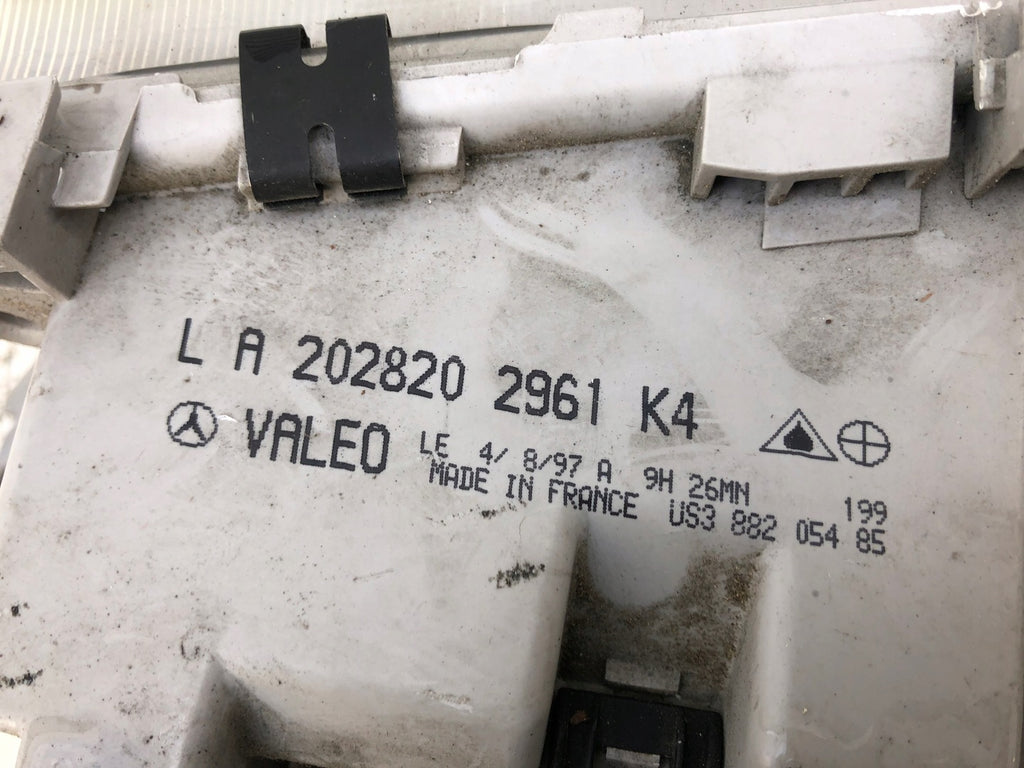 L A 202820 2961 K4
VALEO LE 4/ 8/97 A 9H 26MN 199
MADE IN FRANCE US3 882 054 85